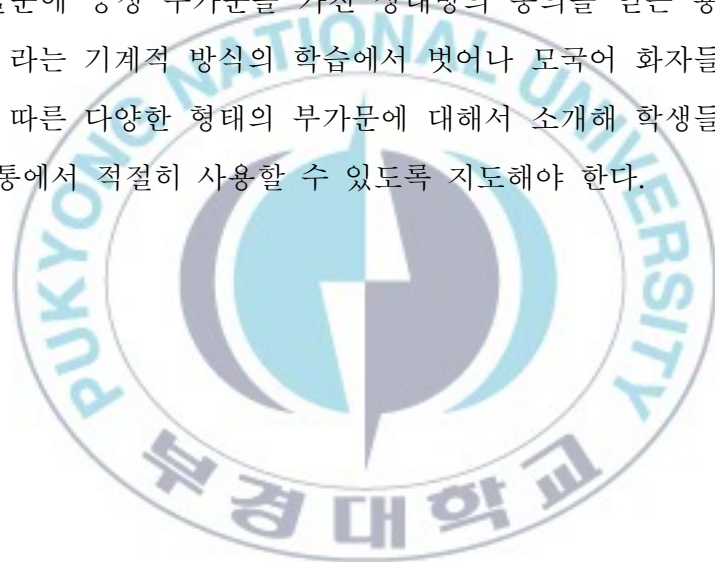 라는 기계적 방식의 학습에서 벗어나 모국어 화자들
따른 다양한 형태의 부가문에 대해서 소개해 학생들
통에서 적절히 사용할 수 있도록 지도해야 한다.
PUKYONG NATIONAL UNIVERSITY
부경대학교